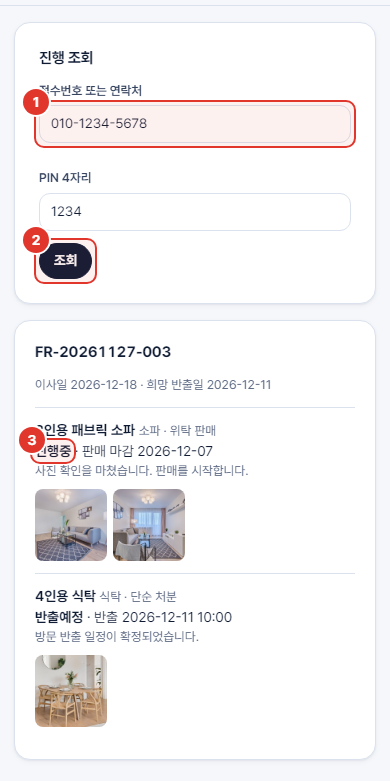 진행 조회
접수번호 또는 연락처
1
010-1234-5678
PIN 4자리
1234
2
조회
FR-20261127-003
이사일 2026-12-18 · 희망 반출일 2026-12-11
인용 패브릭 소파 소파 · 위탁 판매
3
진행중 · 판매 마감 2026-12-07
사진 확인을 마쳤습니다. 판매를 시작합니다.
4인용 식탁 식탁 · 단순 처분
반출예정 · 반출 2026-12-11 10:00
방문 반출 일정이 확정되었습니다.